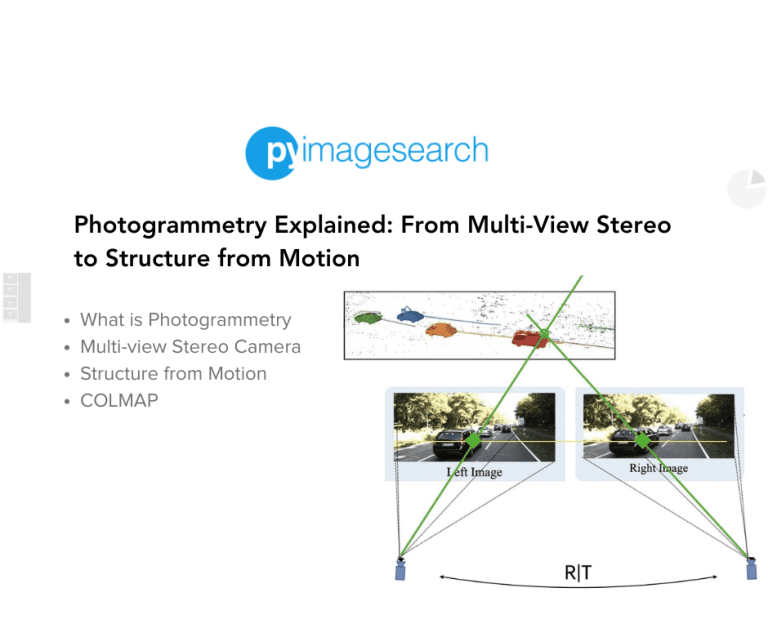 pyimagesearch
Photogrammetry Explained: From Multi-View Stereo
to Structure from Motion
• What is Photogrammetry
• Multi-view Stereo Camera
• Structure from Motion
• COLMAP
Left Image
Right Image
R|T